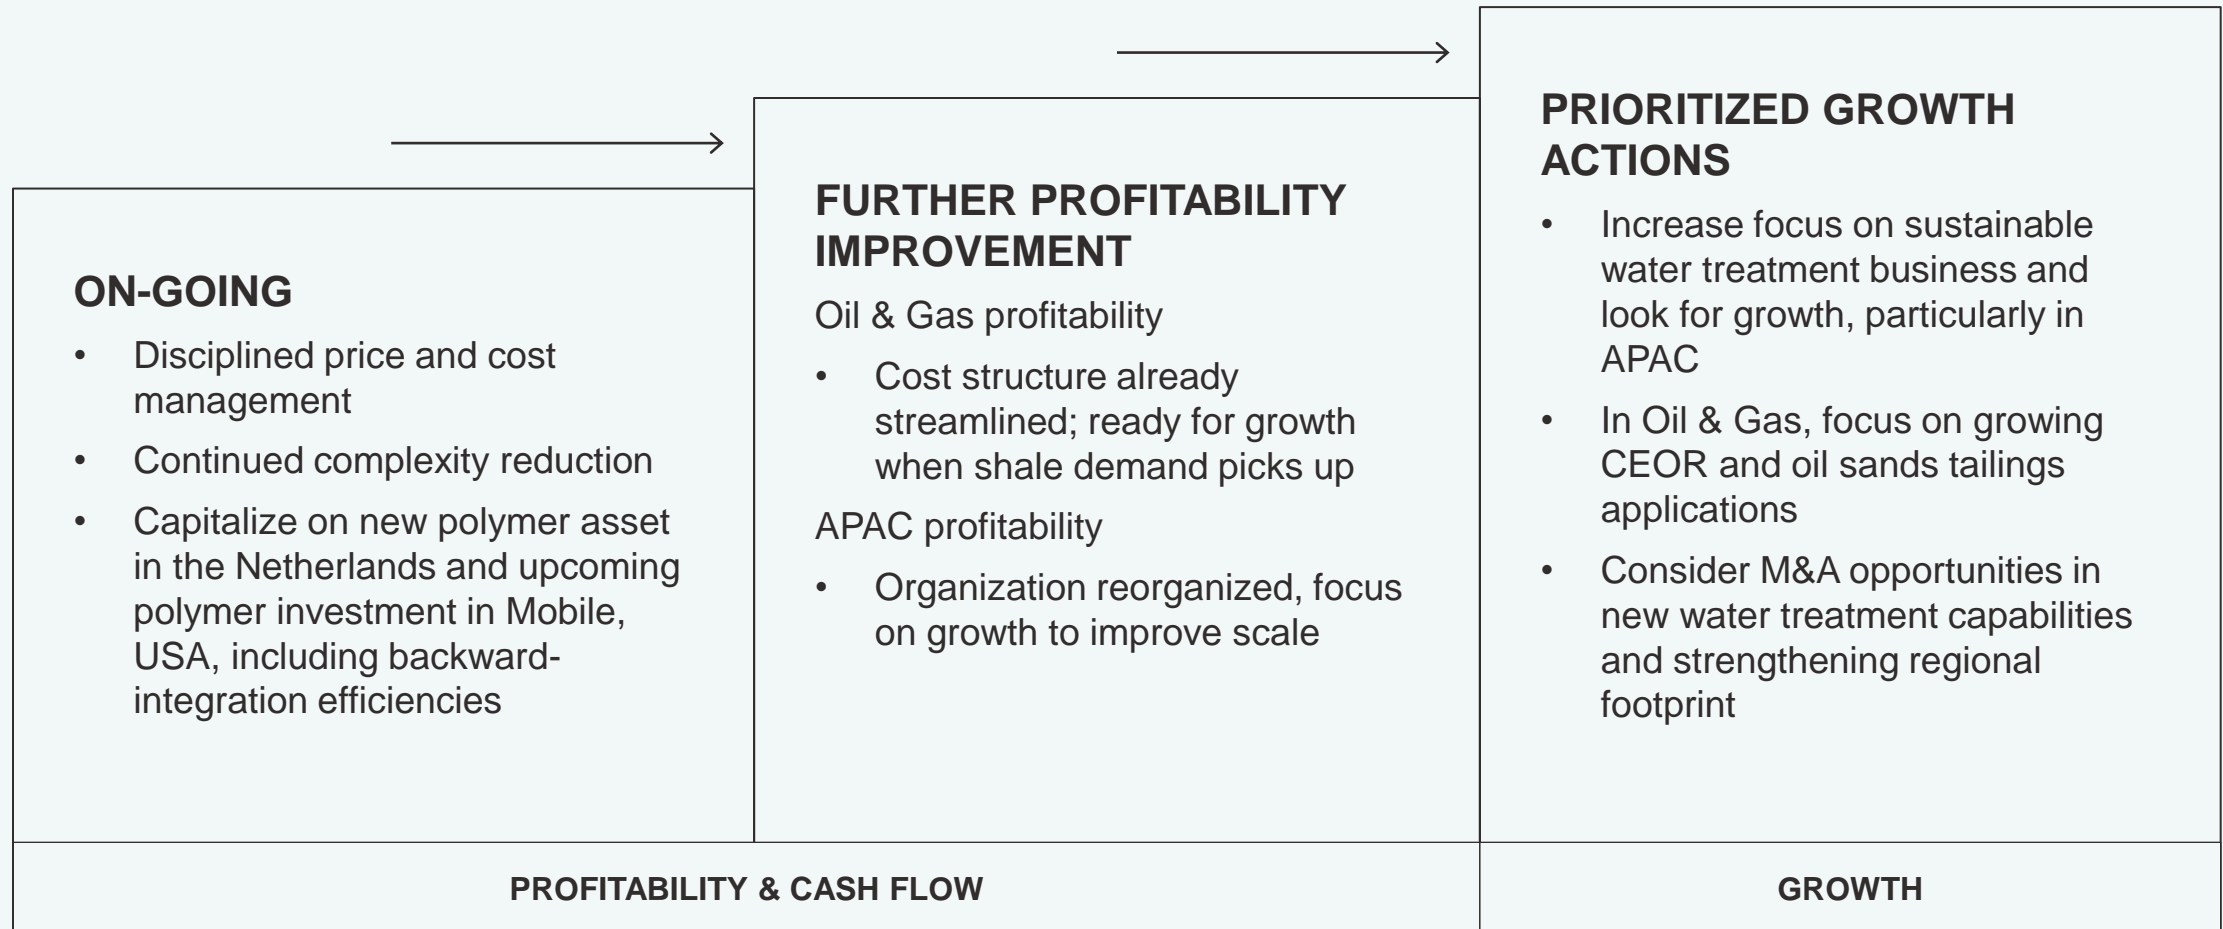 ON-GOING
• Disciplined price and cost
management
• Continued complexity reduction
• Capitalize on new polymer asset
in the Netherlands and upcoming
polymer investment in Mobile,
USA, including backward-
integration efficiencies
FURTHER PROFITABILITY
IMPROVEMENT
Oil & Gas profitability
• Cost structure already
streamlined; ready for growth
when shale demand picks up
APAC profitability
• Organization reorganized, focus
on growth to improve scale
PRIORITIZED GROWTH
ACTIONS
• Increase focus on sustainable
water treatment business and
look for growth, particularly in
APAC
• In Oil & Gas, focus on growing
CEOR and oil sands tailings
applications
• Consider M&A opportunities in
new water treatment capabilities
and strengthening regional
footprint
PROFITABILITY & CASH FLOW
GROWTH